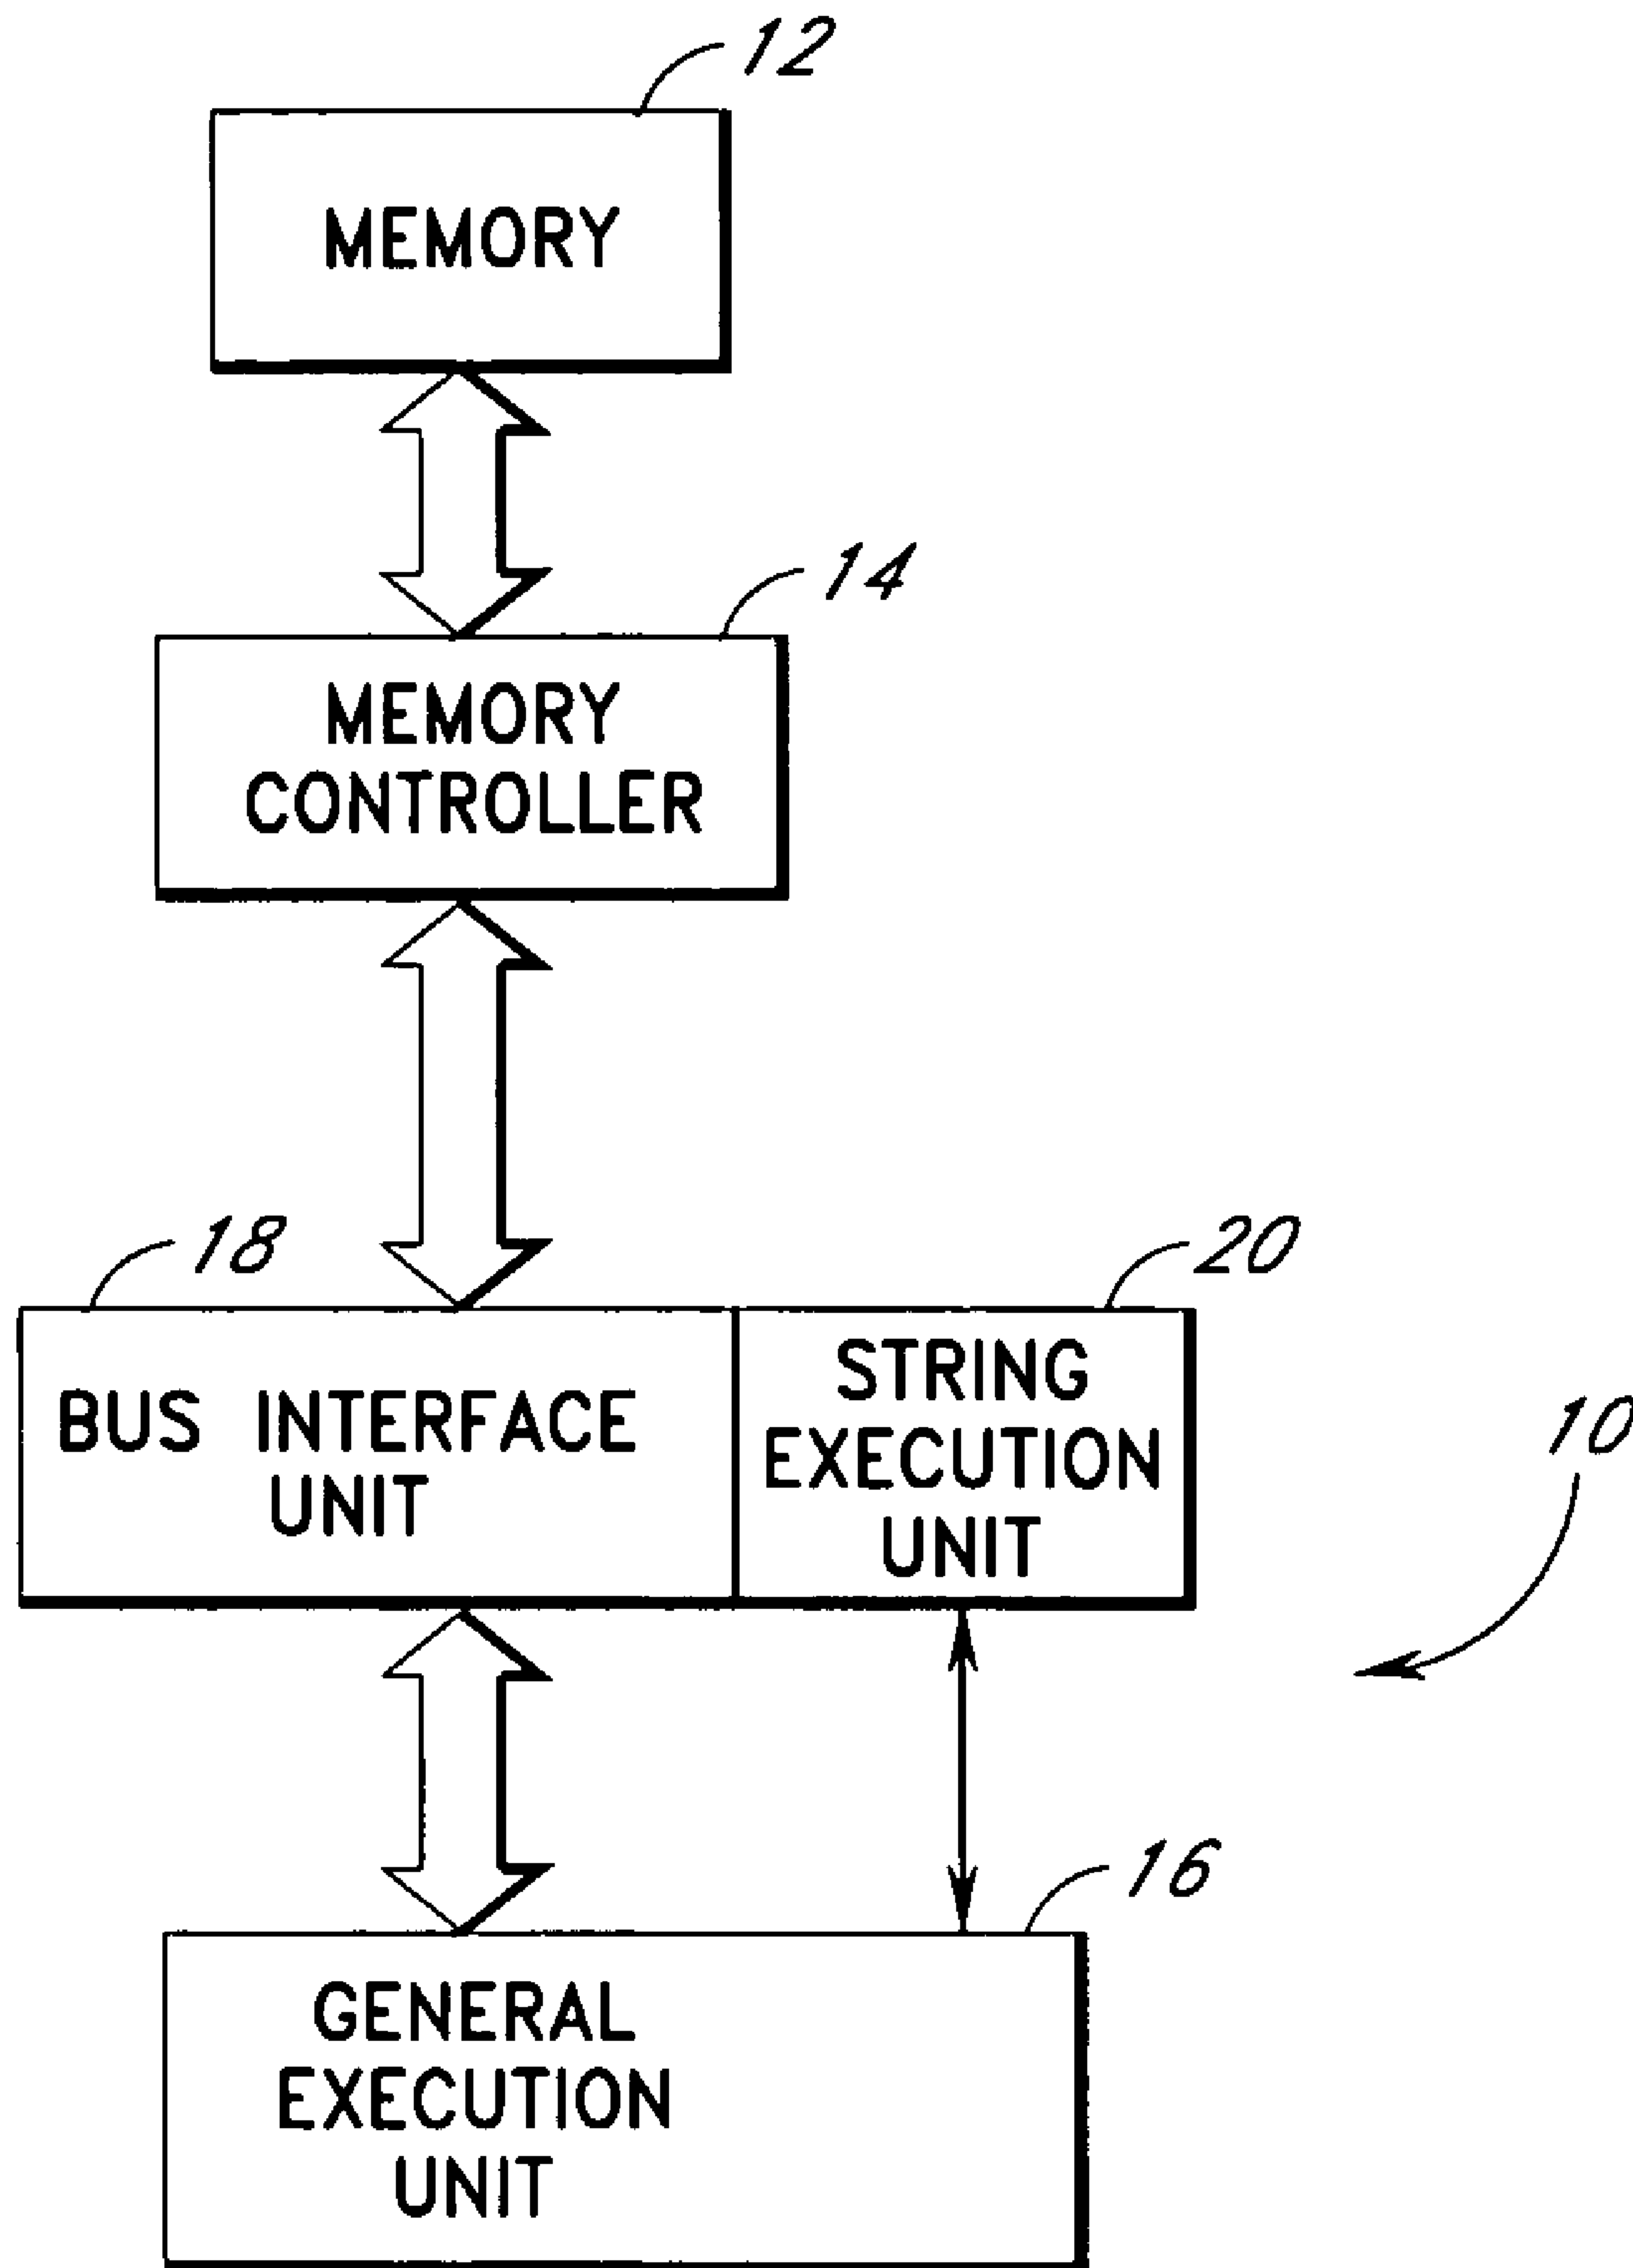 12
MEMORY
14
MEMORY
CONTROLLER
18
20
BUS INTERFACE
UNIT
STRING
EXECUTION
UNIT
10
16
GENERAL
EXECUTION
UNIT